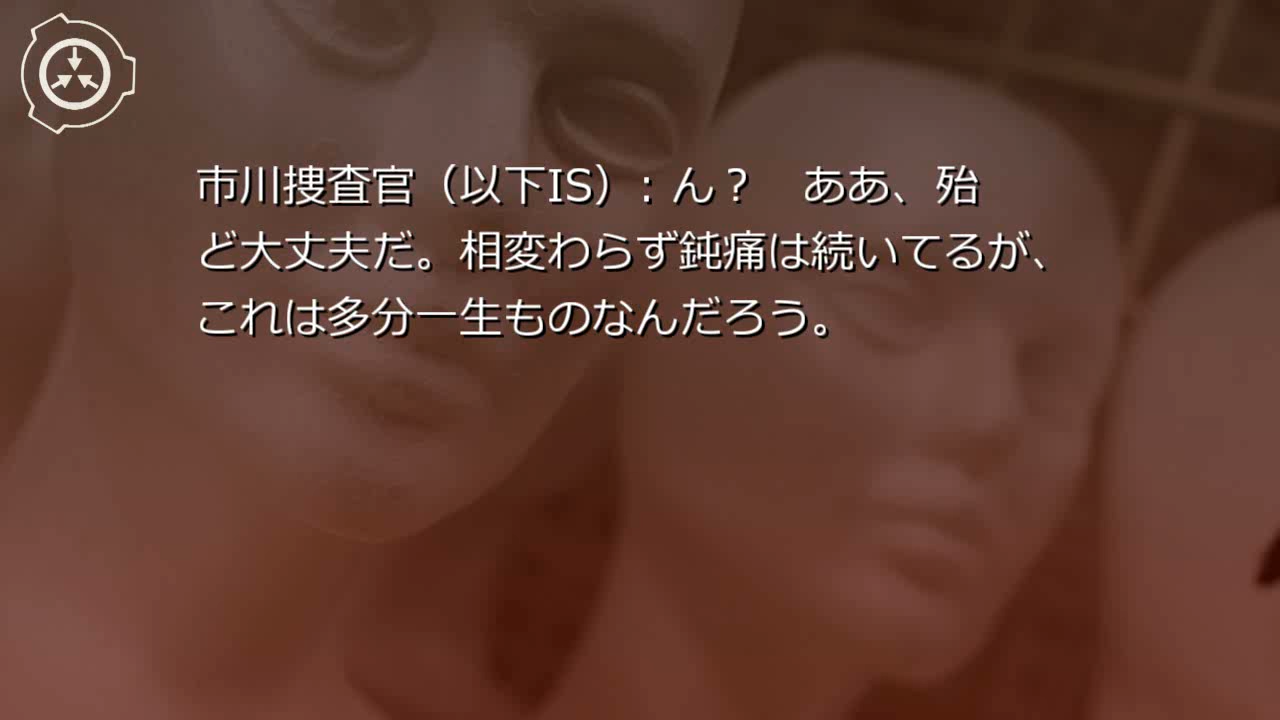 市川捜査官（以下IS）: ん？　ああ、殆
ど大丈夫だ。相変わらず鈍痛は続いてるが、
これは多分一生ものなんだろう。